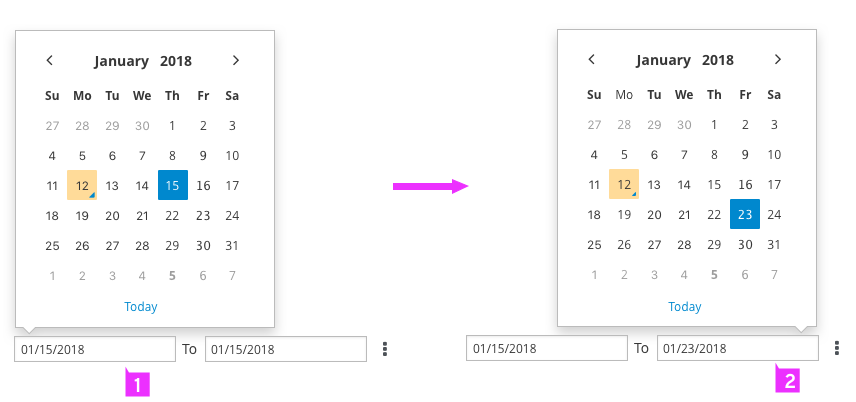 January 2018
Su Mo Tu We Th Fr Sa
27 28 29 30 1 2 3
4 5 6 7 8 9 10
11 12 13 14 15 16 17
18 19 20 21 22 23 24
25 26 27 28 29 30 31
1 2 3 4 5 6 7
Today
01/15/2018 To 01/15/2018
1
January 2018
Su Mo Tu We Th Fr Sa
27 28 29 30 1 2 3
4 5 6 7 8 9 10
11 12 13 14 15 16 17
18 19 20 21 22 23 24
25 26 27 28 29 30 31
1 2 3 4 5 6 7
Today
01/15/2018 To 01/23/2018
2